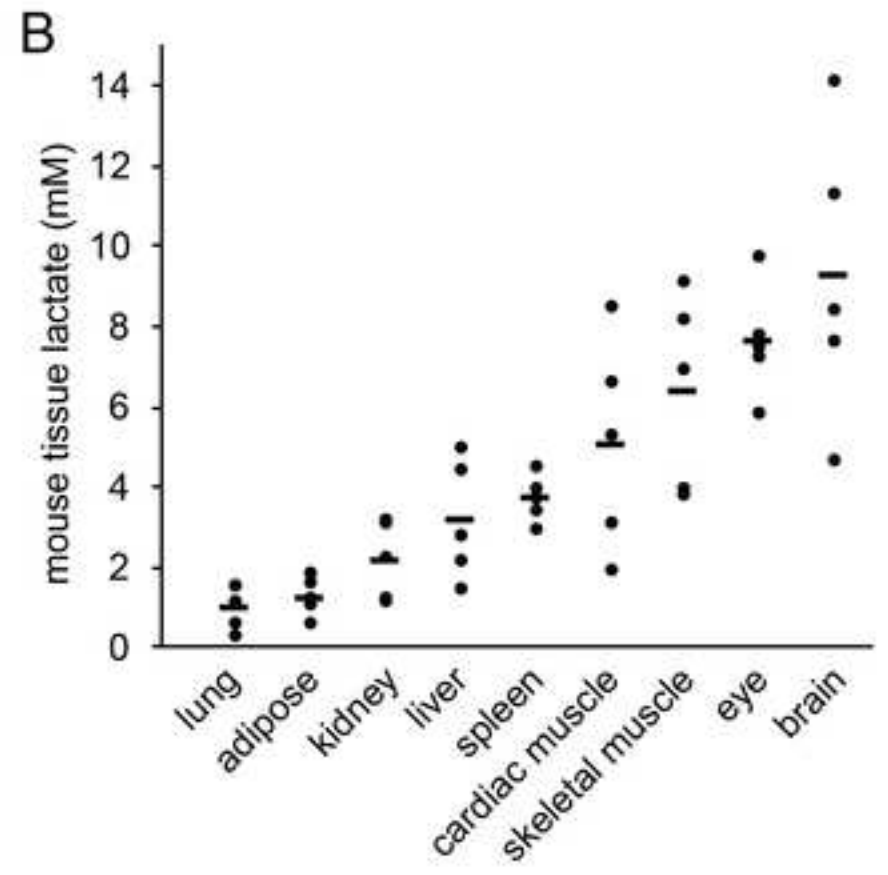 B
mouse tissue lactate (mM)
14
12
10
8
6
4
2
0
lung
adipose
kidney
liver
spleen
cardiac muscle
skeletal muscle
eye
brain